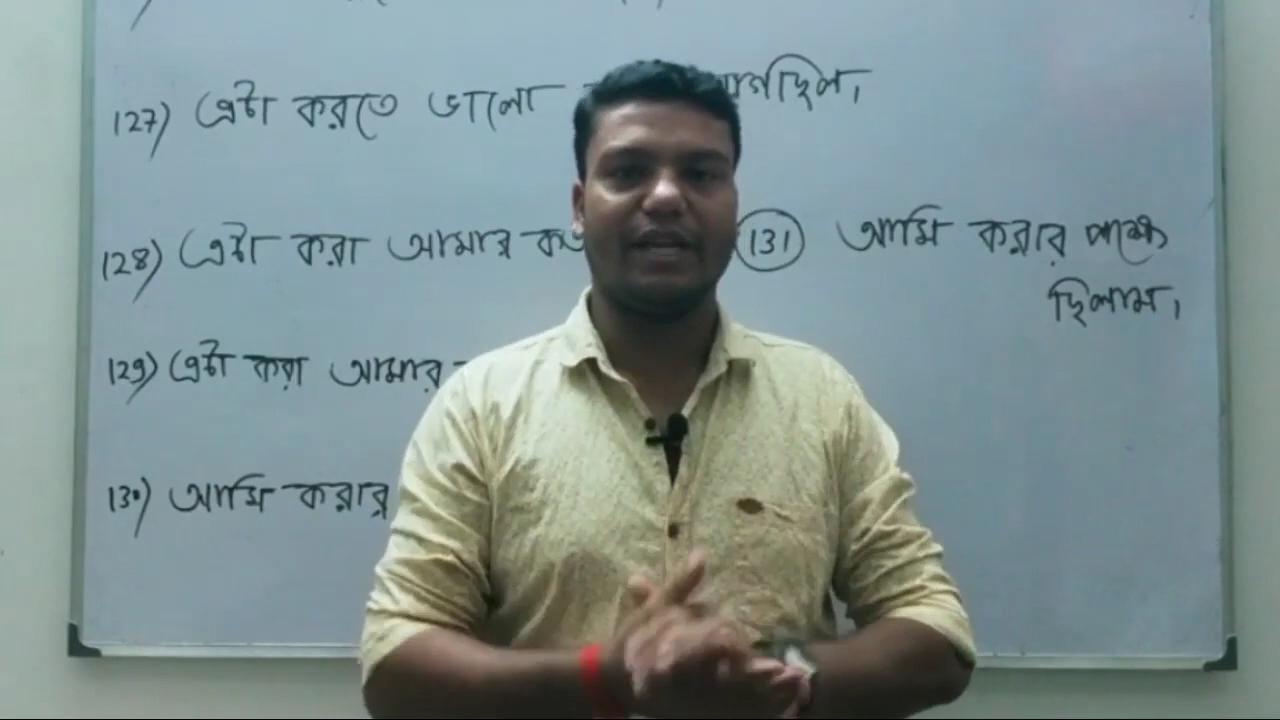 127) এটা করতে ভালো
128) এটা করা আমার
129) এটা করা আমার
130) আমি করার
131 আমি করার পক্ষে
ছিলাম।